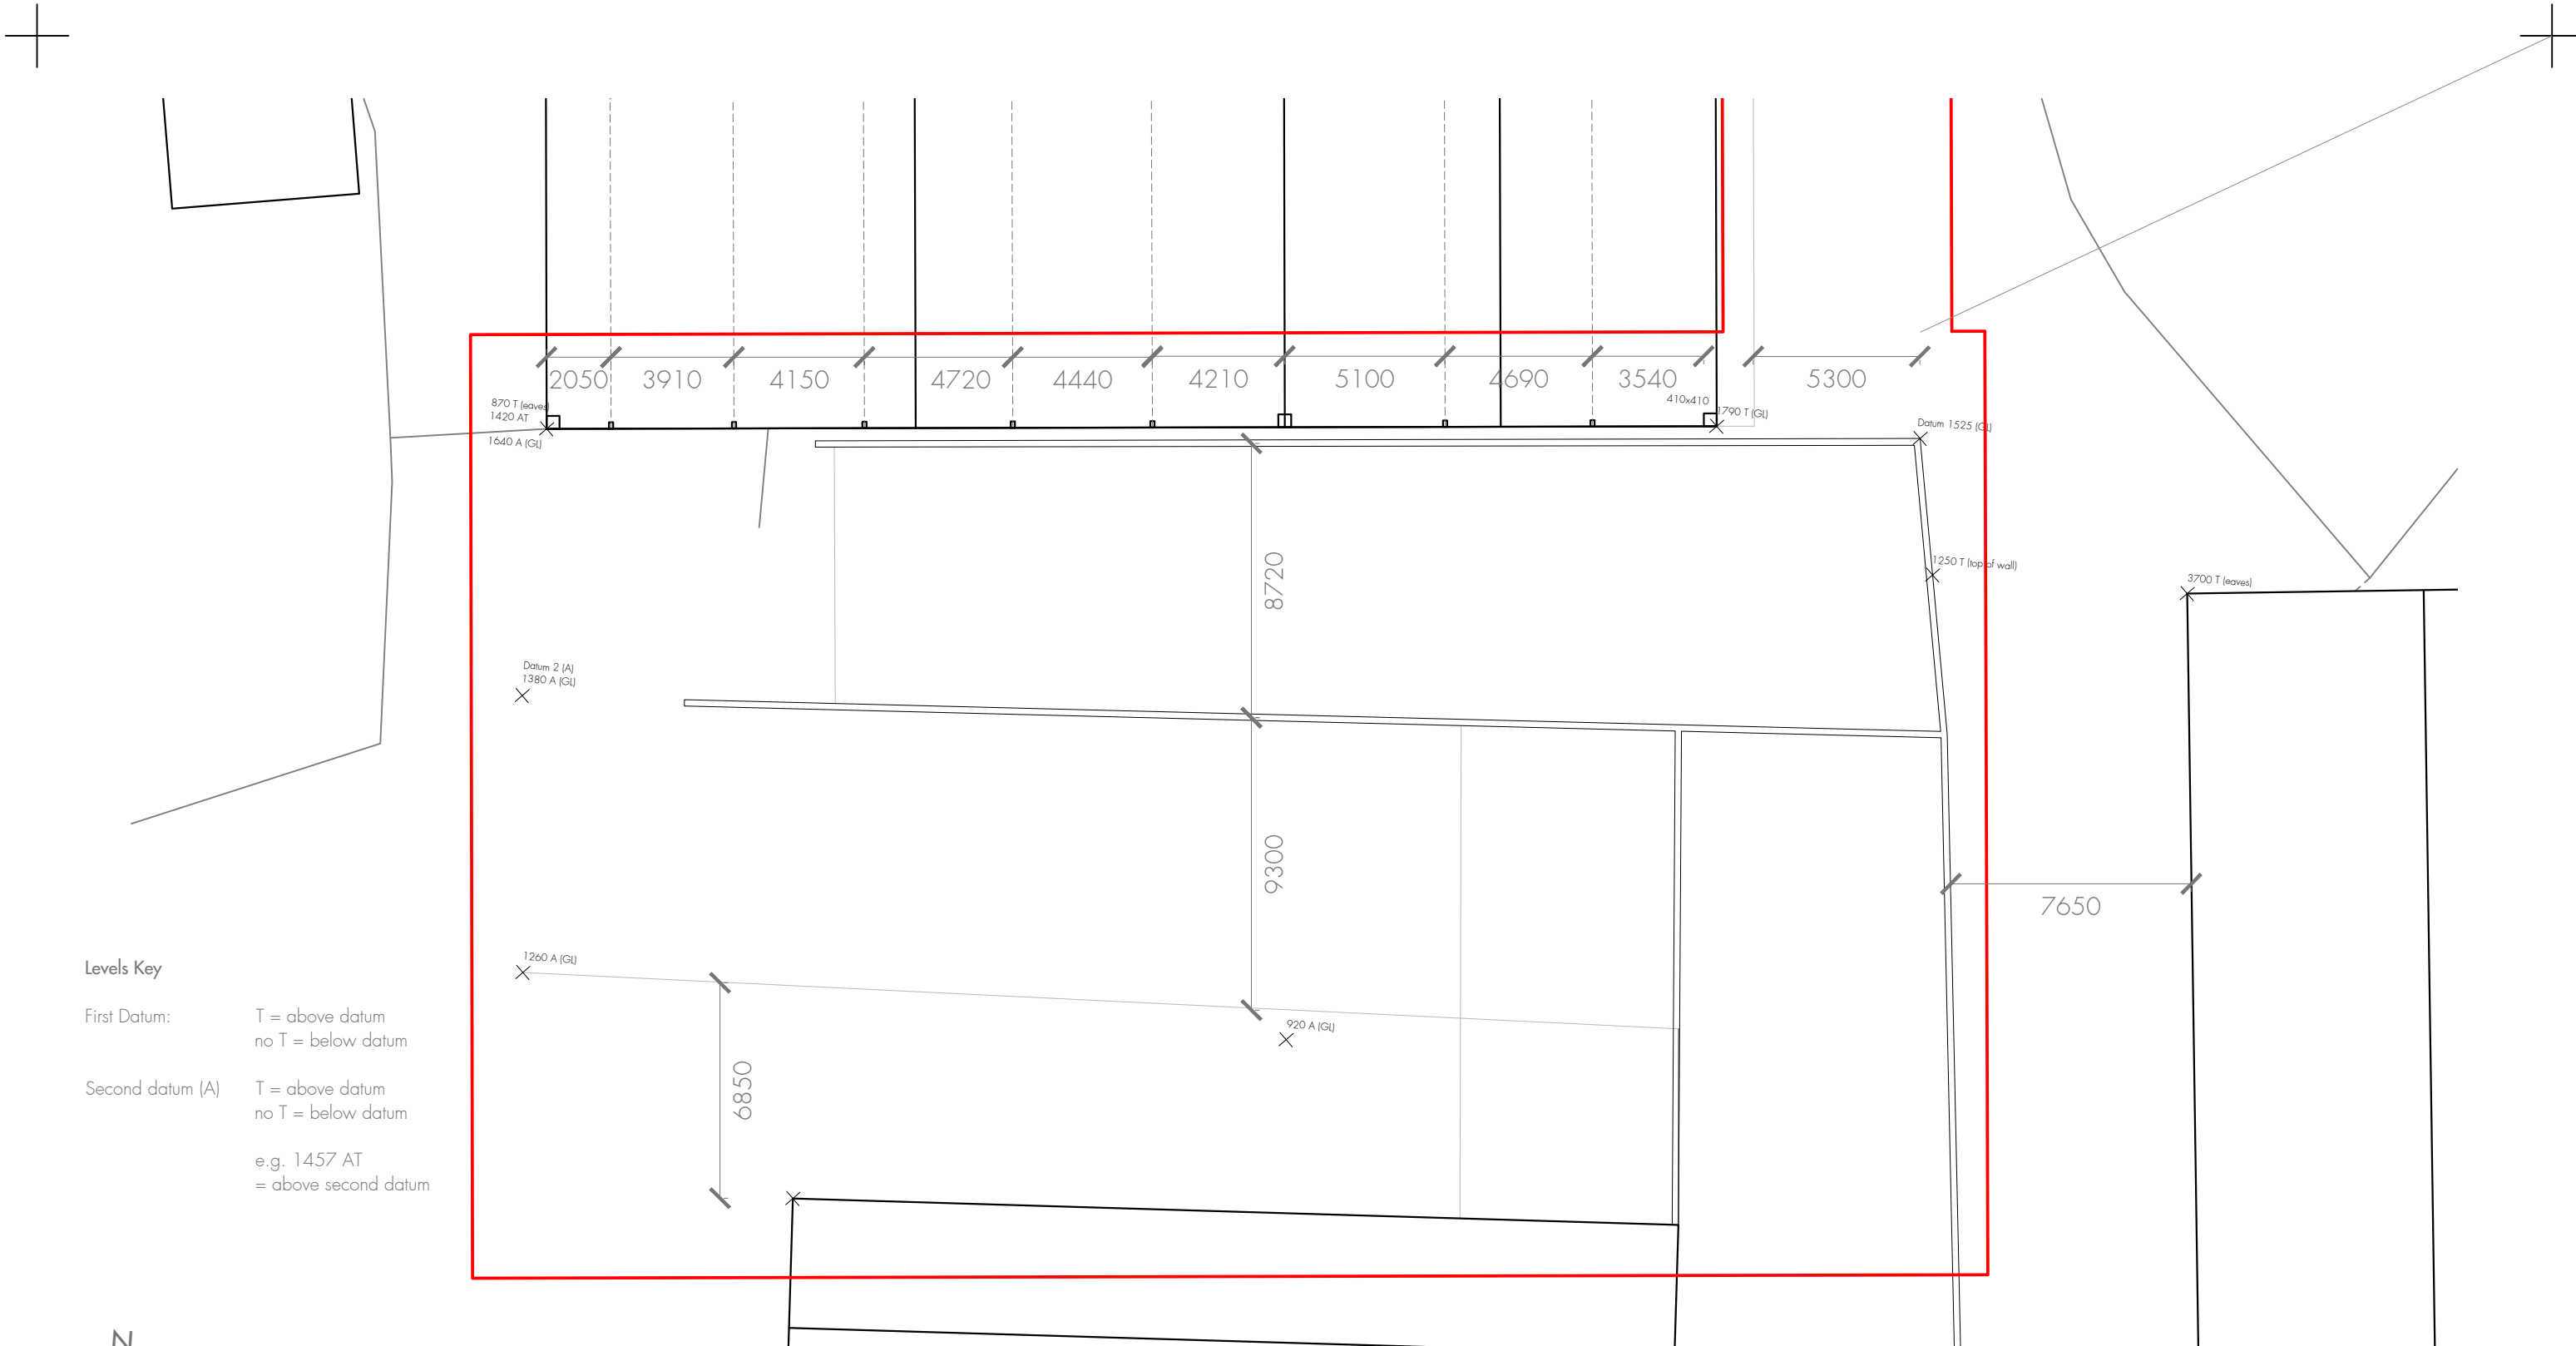 2050 3910 4150 4720 4440 4210 5100 4690 3540 5300
870 T (eaves)
1420 AT
1640 A (GL)
410x410
1790 T (GL)
Datum 1525 (GL)
8720
1250 T (top of wall)
3700 T (eaves)
Datum 2 (A)
1380 A (GL)
9300
7650
1260 A (GL)
920 A (GL)
6850
Levels Key
First Datum: T = above datum
no T = below datum
Second datum (A) T = above datum
no T = below datum
e.g. 1457 AT
= above second datum
N